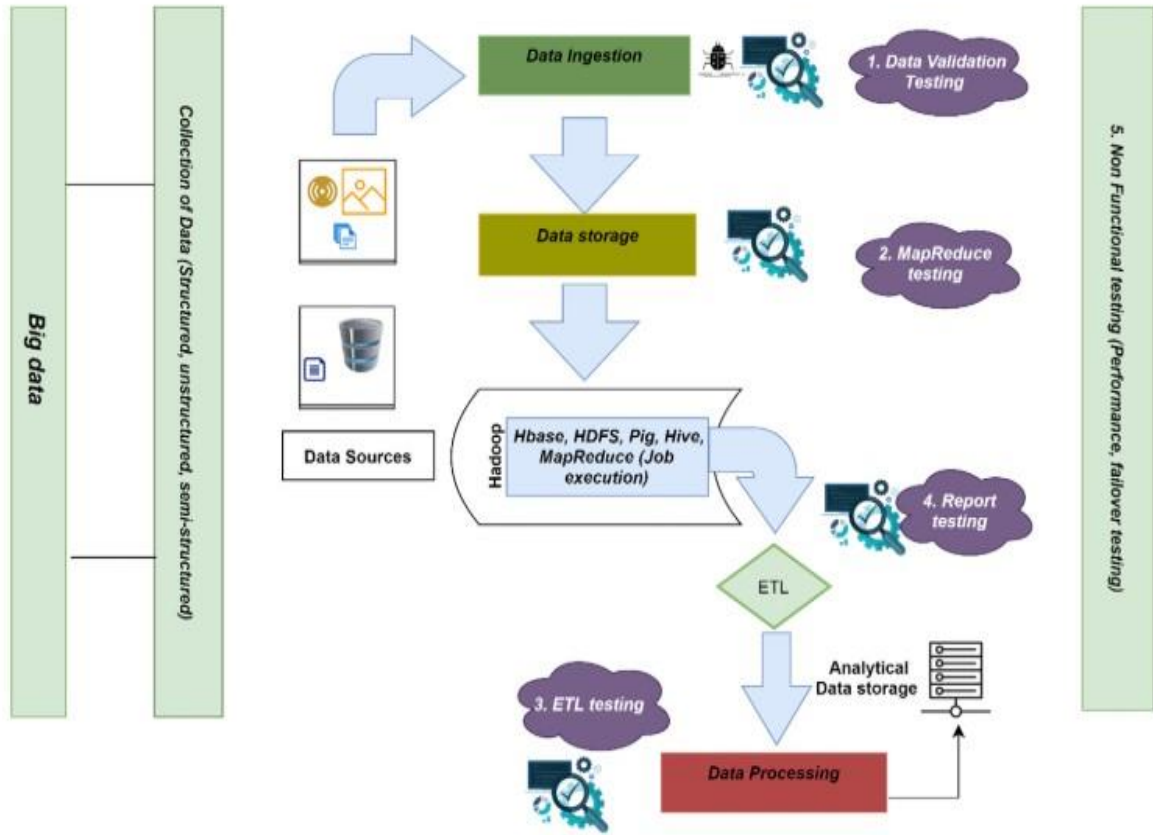 Big data
Collection of Data (Structured, unstructured, semi-structured)
Data Ingestion
1. Data Validation
Testing
Data storage
2. MapReduce
testing
Data Sources
Hadoop
Hbase, HDFS, Pig, Hive,
MapReduce (Job
execution)
4. Report
testing
ETL
Analytical
Data storage
3. ETL testing
Data Processing
5. Non Functional testing (Performance, failover testing)